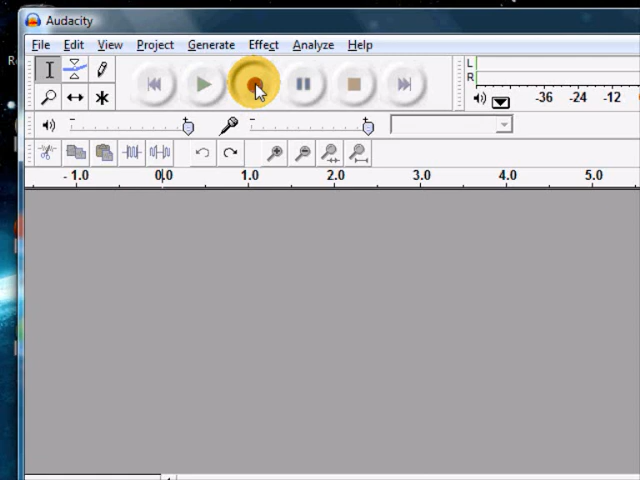 Audacity
File Edit View Project Generate Effect Analyze Help
L
R
-36 -24 -12
- 1.0 0,0 1.0 2.0 3.0 4.0 5.0